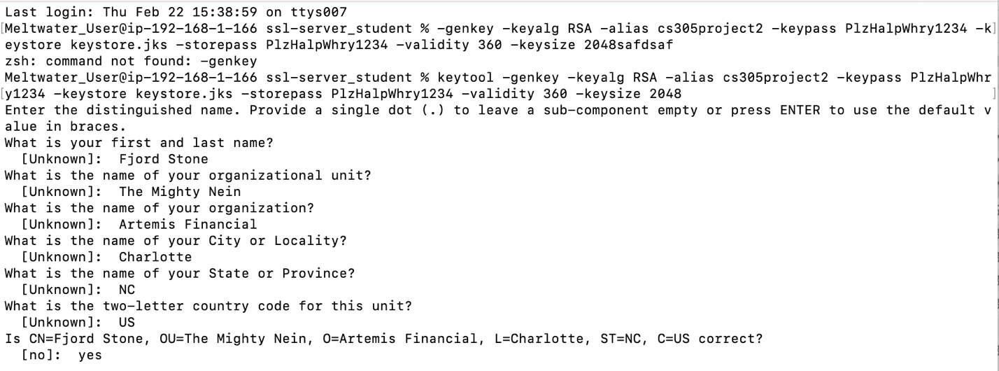 Last login: Thu Feb 22 15:38:59 on ttys007
[Meltwater_User@ip-192-168-1-166 ssl-server_student % -genkey -keyalg RSA -alias cs305project2 -keypass PlzHalpWhry1234 -k]
eystore keystore.jks -storepass PlzHalpWhry1234 -validity 360 -keysize 2048safdsaf
zsh: command not found: -genkey
Meltwater_User@ip-192-168-1-166 ssl-server_student % keytool -genkey -keyalg RSA -alias cs305project2 -keypass PlzHalpWhr
[y1234 -keystore keystore.jks -storepass PlzHalpWhry1234 -validity 360 -keysize 2048 ]
Enter the distinguished name. Provide a single dot (.) to leave a sub-component empty or press ENTER to use the default v
alue in braces.
What is your first and last name?
[Unknown]: Fjord Stone
What is the name of your organizational unit?
[Unknown]: The Mighty Nein
What is the name of your organization?
[Unknown]: Artemis Financial
What is the name of your City or Locality?
[Unknown]: Charlotte
What is the name of your State or Province?
[Unknown]: NC
What is the two-letter country code for this unit?
[Unknown]: US
Is CN=Fjord Stone, OU=The Mighty Nein, O=Artemis Financial, L=Charlotte, ST=NC, C=US correct?
[no]: yes